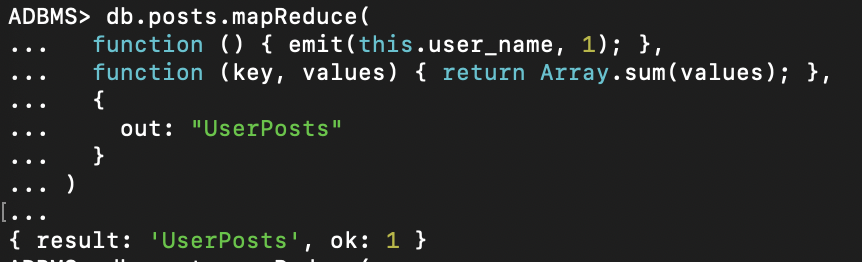 ADBMS> db.posts.mapReduce(
...   function () { emit(this.user_name, 1); },
...   function (key, values) { return Array.sum(values); },
...   {
...     out: "UserPosts"
...   }
... )
[...
{ result: 'UserPosts', ok: 1 }